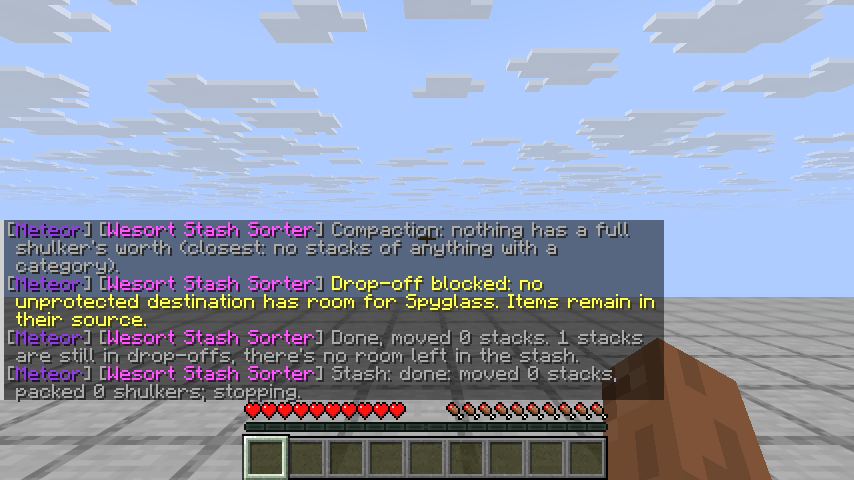 [Meteor] [Wesort Stash Sorter] Compaction: nothing has a full
shulker's worth (closest: no stacks of anything with a
category).
[Meteor] [Wesort Stash Sorter] Drop-off blocked: no
unprotected destination has room for Spyglass. Items remain in
their source.
[Meteor] [Wesort Stash Sorter] Done, moved 0 stacks. 1 stacks
are still in drop-offs, there's no room left in the stash.
[Meteor] [Wesort Stash Sorter] Stash: done: moved 0 stacks,
packed 0 shulkers; stopping.